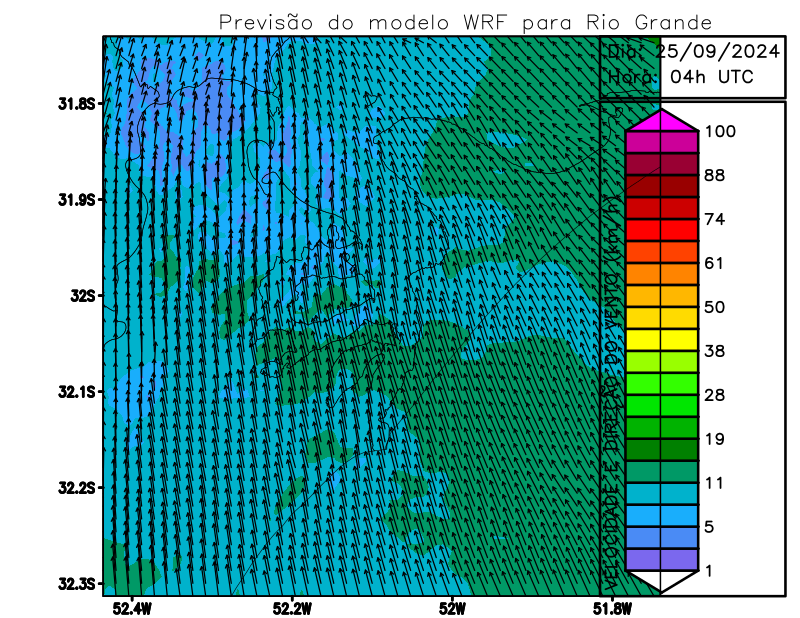 Previsão do modelo WRF para Rio Grande
Dia: 25/09/2024
Hora: 04h UTC
31.8S
31.9S
32S
32.1S
32.2S
32.3S
52.4W
52.2W
52W
51.8W
VELOCIDADE E DIREÇÃO DO VENTO (km/h)
100
88
74
61
50
38
28
19
11
5
1